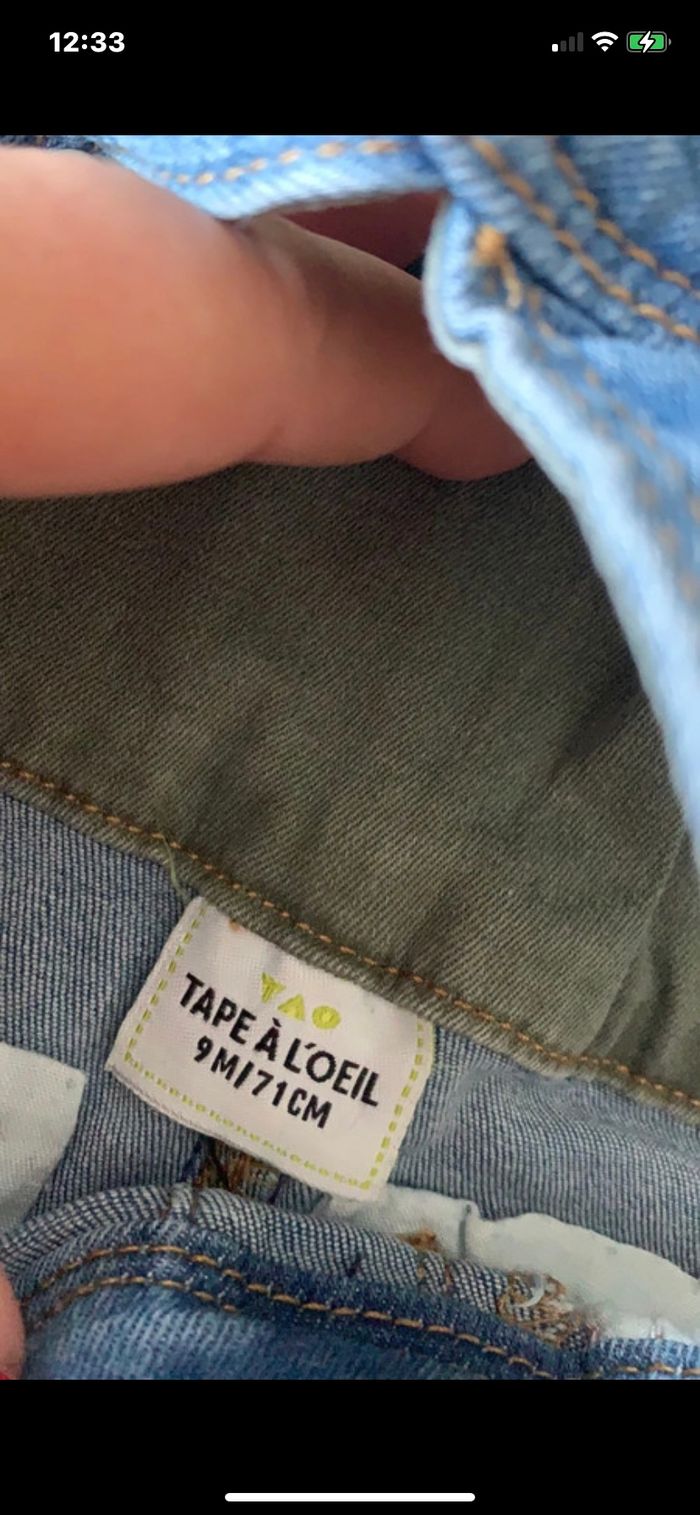 12:33
TAO
TAPE À L'OEIL
9M/71CM